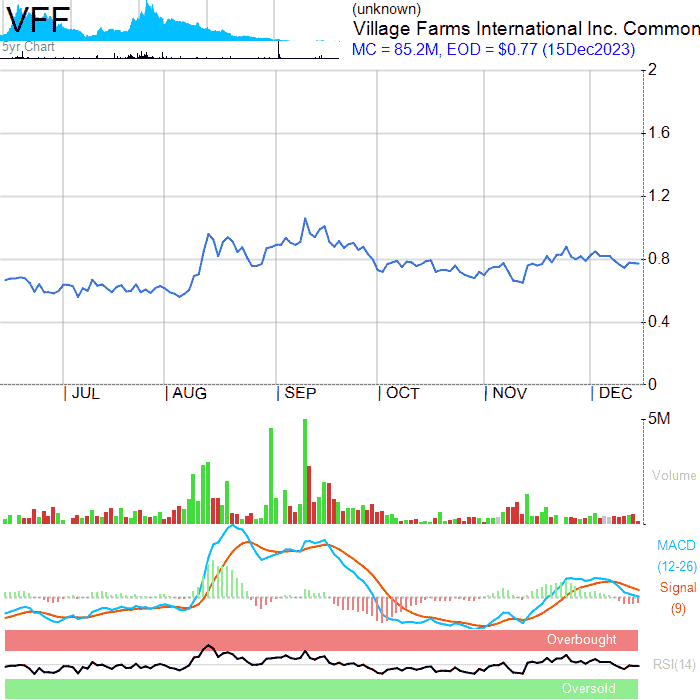 VFF
5yr Chart
(unknown)
Village Farms International Inc. Common
MC = 85.2M, EOD = $0.77 (15Dec2023)
2
1.6
1.2
0.8
0.4
0
JUL AUG SEP OCT NOV DEC
5M
Volume
MACD
(12-26)
Signal
(9)
Overbought
RSI(14)
Oversold